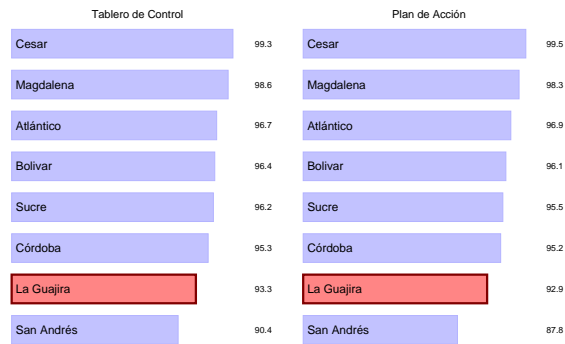 Tablero de Control
Cesar 99.3
Magdalena 98.6
Atlántico 96.7
Bolivar 96.4
Sucre 96.2
Córdoba 95.3
La Guajira 93.3
San Andrés 90.4
Plan de Acción
Cesar 99.5
Magdalena 98.3
Atlántico 96.9
Bolivar 96.1
Sucre 95.5
Córdoba 95.2
La Guajira 92.9
San Andrés 87.8